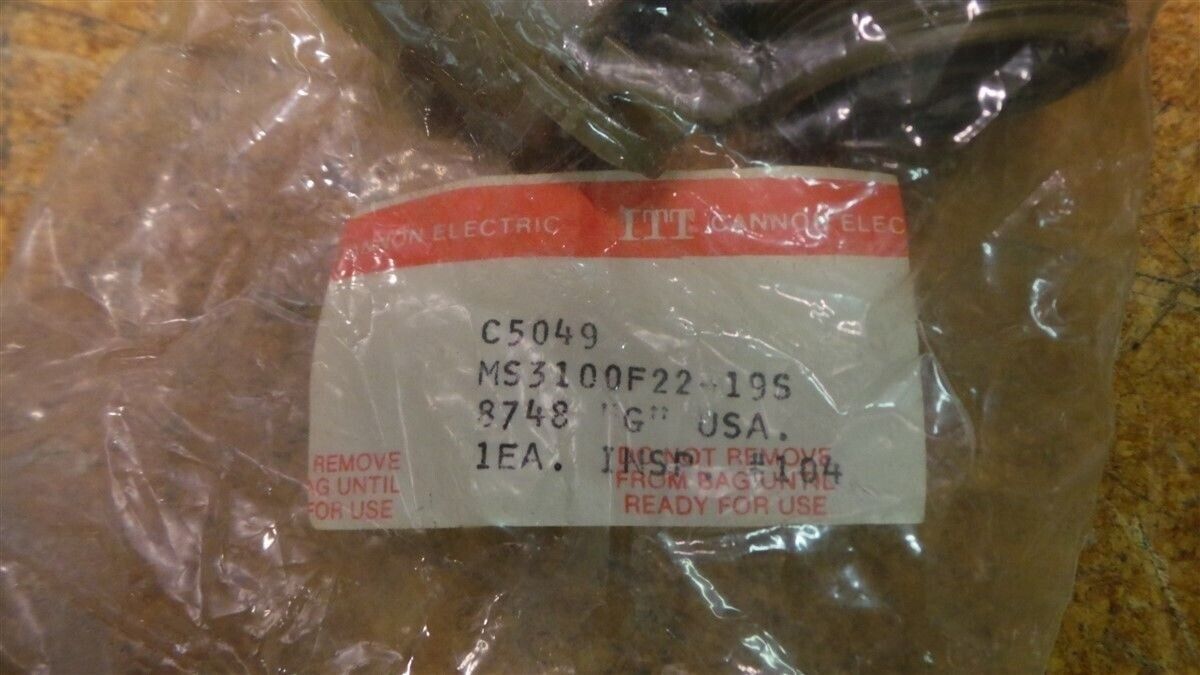 CANNON ELECTRIC ITT CANNON ELEC
C5049
MS3100F22-19S
8748 "G" USA.
1EA. INSP. #104
REMOVE
AG UNTIL
FOR USE
DO NOT REMOVE
FROM BAG UNTIL
READY FOR USE